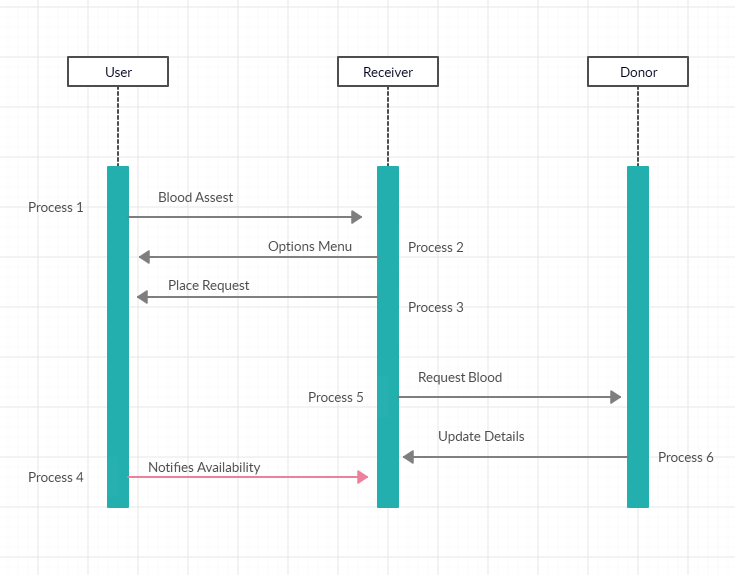 User
Receiver
Donor
Blood Assest
Process 1
Options Menu
Process 2
Place Request
Process 3
Request Blood
Process 5
Update Details
Process 6
Notifies Availability
Process 4